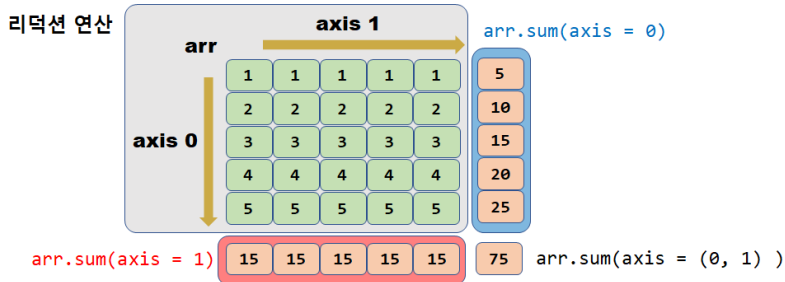 리덕션 연산
axis 1
arr.sum(axis = 0)
arr
1 1 1 1 1 5
2 2 2 2 2 10
axis 0
3 3 3 3 3 15
4 4 4 4 4 20
5 5 5 5 5 25
arr.sum(axis = 1) 15 15 15 15 15 75 arr.sum(axis = (0, 1) )